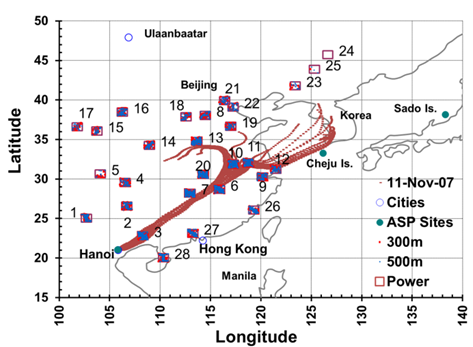 50
45
40
35
30
25
20
15
Latitude
100
105
110
115
120
125
130
135
140
Longitude
Ulaanbaatar
24
25
23
Beijing
21
22
Sado Is.
17
16
18
8
19
Korea
15
14
13
10
11
12
Cheju Is.
5
4
20
7
6
9
1
2
3
26
27
28
Hanoi
Hong Kong
Manila
11-Nov-07
Cities
ASP Sites
300m
500m
Power